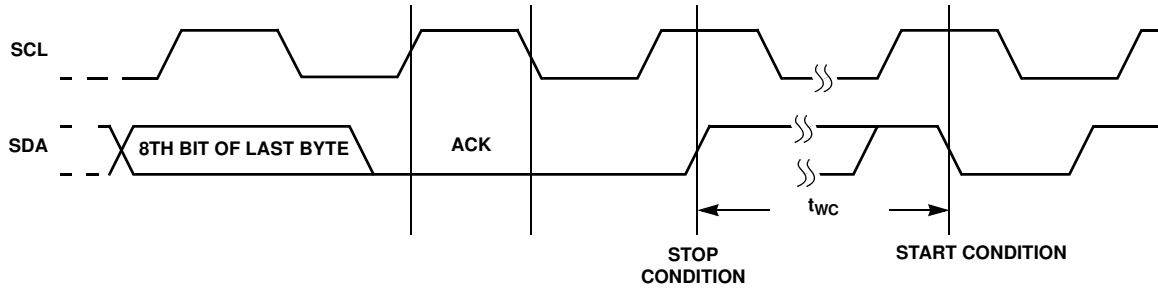 SCL
SDA
8TH BIT OF LAST BYTE
ACK
tWC
STOP
CONDITION
START CONDITION